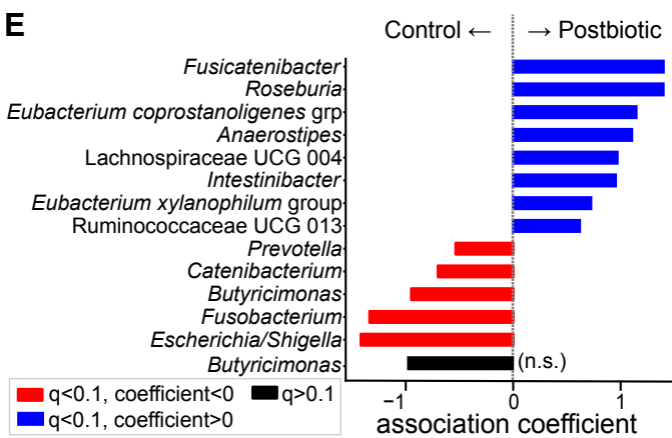 E
Control ← → Postbiotic
Fusicatenibacter
Roseburia
Eubacterium coprostanoligenes grp
Anaerostipes
Lachnospiraceae UCG 004
Intestinibacter
Eubacterium xylanophilum group
Ruminococcaceae UCG 013
Prevotella
Catenibacterium
Butyricimonas
Fusobacterium
Escherichia/Shigella
Butyricimonas (n.s.)
q<0.1, coefficient<0 q>0.1
q<0.1, coefficient>0
−1 0 1
association coefficient